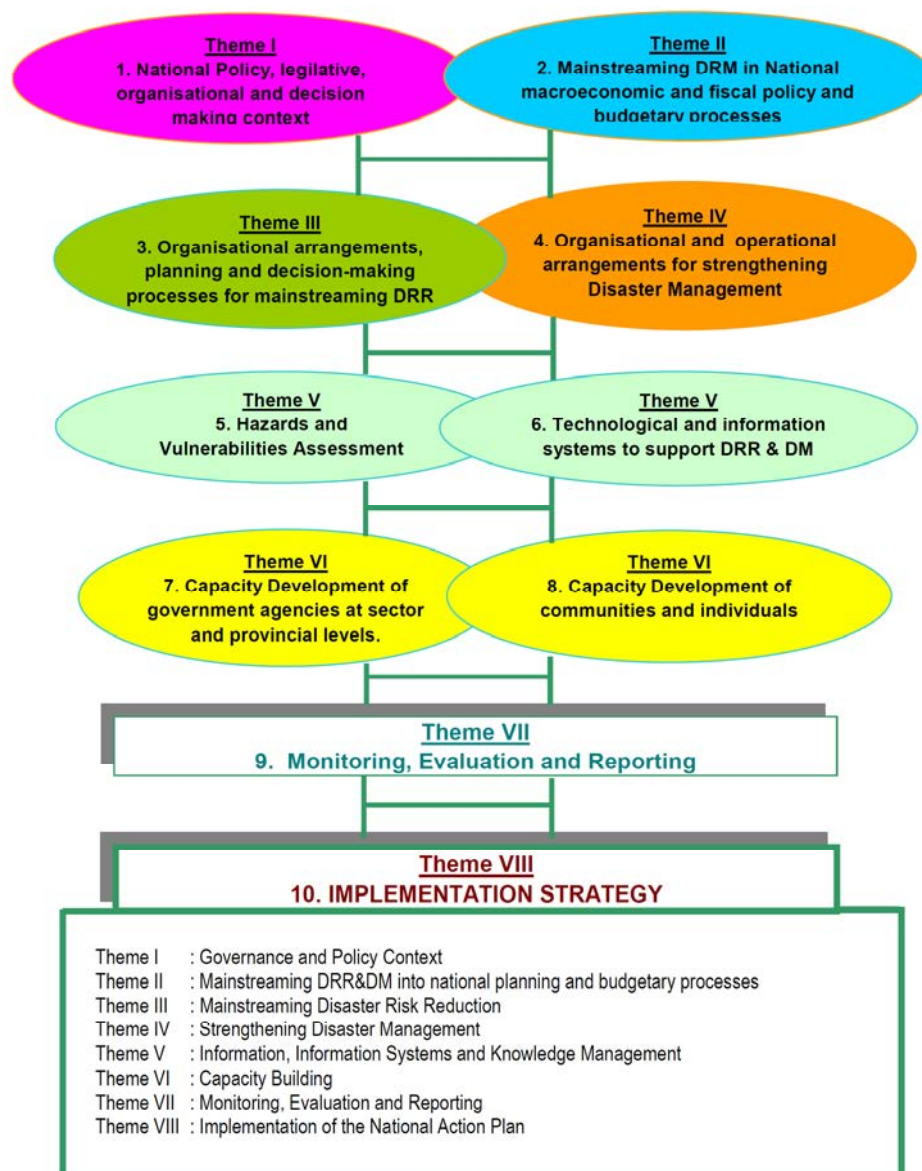 Theme I
1. National Policy, legilative,
organisational and decision
making context
Theme II
2. Mainstreaming DRM in National
macroeconomic and fiscal policy and
budgetary processes
Theme III
3. Organisational arrangements,
planning and decision-making
processes for mainstreaming DRR
Theme IV
4. Organisational and operational
arrangements for strengthening
Disaster Management
Theme V
5. Hazards and
Vulnerabilities Assessment
Theme V
6. Technological and information
systems to support DRR & DM
Theme VI
7. Capacity Development of
government agencies at sector
and provincial levels.
Theme VI
8. Capacity Development of
communities and individuals
Theme VII
9. Monitoring, Evaluation and Reporting
Theme VIII
10. IMPLEMENTATION STRATEGY
Theme I : Governance and Policy Context
Theme II : Mainstreaming DRR&DM into national planning and budgetary processes
Theme III : Mainstreaming Disaster Risk Reduction
Theme IV : Strengthening Disaster Management
Theme V : Information, Information Systems and Knowledge Management
Theme VI : Capacity Building
Theme VII : Monitoring, Evaluation and Reporting
Theme VIII : Implementation of the National Action Plan